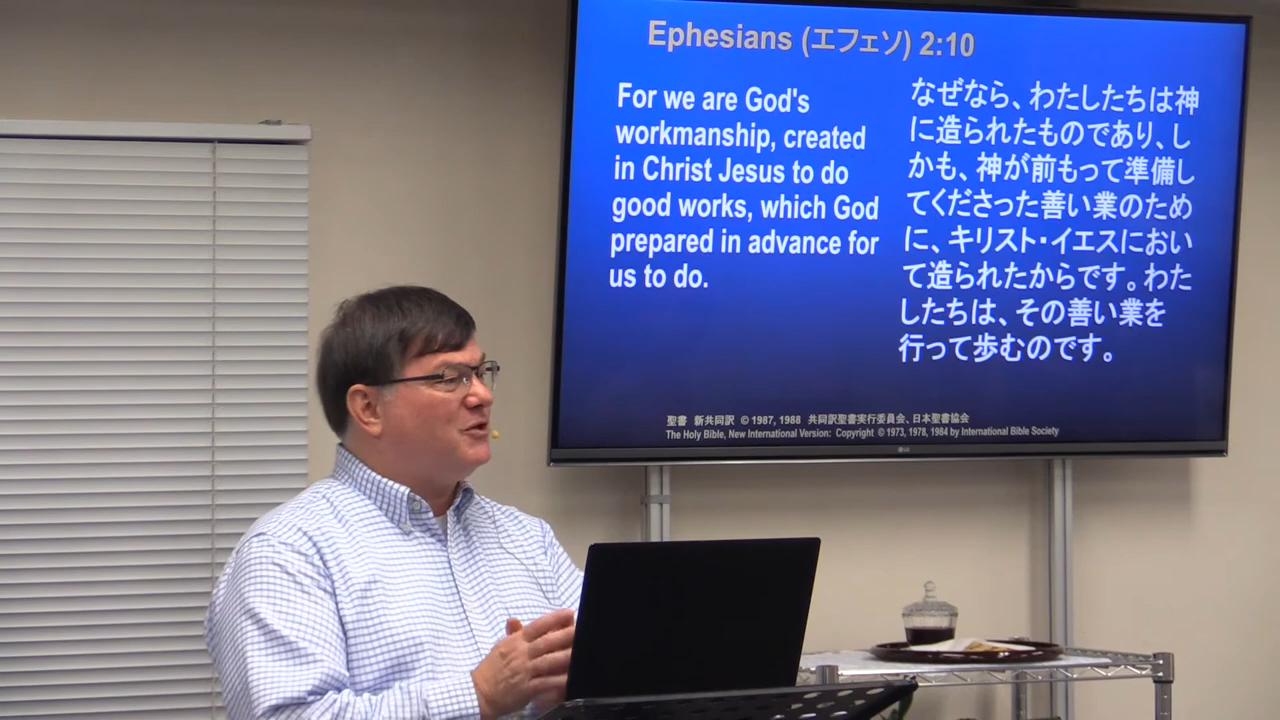 Ephesians (エフェソ) 2:10
For we are God's
workmanship, created
in Christ Jesus to do
good works, which God
prepared in advance for
us to do.
なぜなら、わたしたちは神
に造られたものであり、し
かも、神が前もって準備し
てくださった善い業のため
に、キリスト・イエスにおい
て造られたからです。わた
したちは、その善い業を
行って歩むのです。
聖書 新共同訳 © 1987, 1988 共同訳聖書実行委員会、日本聖書協会
The Holy Bible, New International Version: Copyright © 1973, 1978, 1984 by International Bible Society
LG